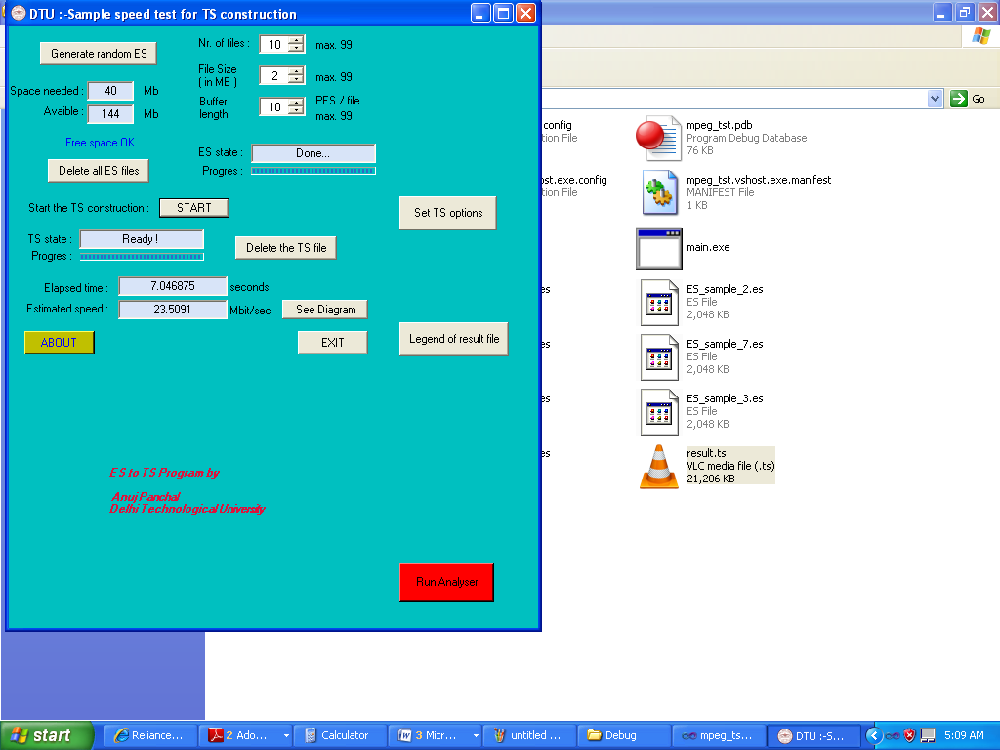 DTU :-Sample speed test for TS construction
Generate random ES
Nr. of files : 10 max. 99
File Size
( in MB ) 2 max. 99
Buffer
length 10 PES / file
max. 99
Space needed : 40 Mb
Avaible : 144 Mb
Free space OK
Delete all ES files
ES state : Done...
Progres :
Start the TS construction : START
Set TS options
TS state : Ready !
Progres :
Delete the TS file
Elapsed time : 7.046875 seconds
Estimated speed : 23.5091 Mbit/sec
See Diagram
ABOUT
EXIT
Legend of result file
ES to TS Program by
Anuj Panchal
Delhi Technological University
Run Analyser
Go
config
tion File
ost.exe.config
tion File
es
es
es
es
mpeg_tst.pdb
Program Debug Database
76 KB
mpeg_tst.vshost.exe.manifest
MANIFEST File
1 KB
main.exe
ES_sample_2.es
ES File
2,048 KB
ES_sample_7.es
ES File
2,048 KB
ES_sample_3.es
ES File
2,048 KB
result.ts
VLC media file (.ts)
21,206 KB
start
Reliance...
2 Ado...
Calculator
3 Micr...
untitled ...
Debug
mpeg_ts...
DTU :-S...
5:09 AM